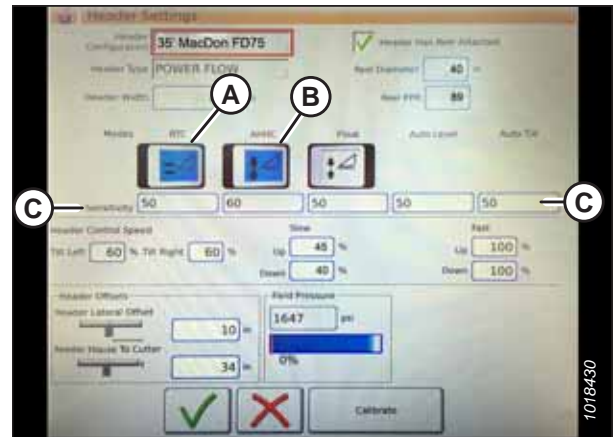 Header Settings
Header Configuration 35' MacDon FD75 Header Has Reel Attached
Header Type POWER FLOW Reel Diameter 40 in
Header Width Reel PPR 89
A B
Modes RTC AHHC Float Auto Level Auto Tilt
C Sensitivity 50 60 50 50 50 C
Header Control Speed Slow Fast
Tilt Left 60 % Tilt Right 60 % Up 48 % Up 100 %
Down 40 % Down 100 %
Header Offsets Field Pressure
Header Lateral Offset 1647 psi
10 in
Feeder House To Cutter 0%
34 in
Calibrate
1018430